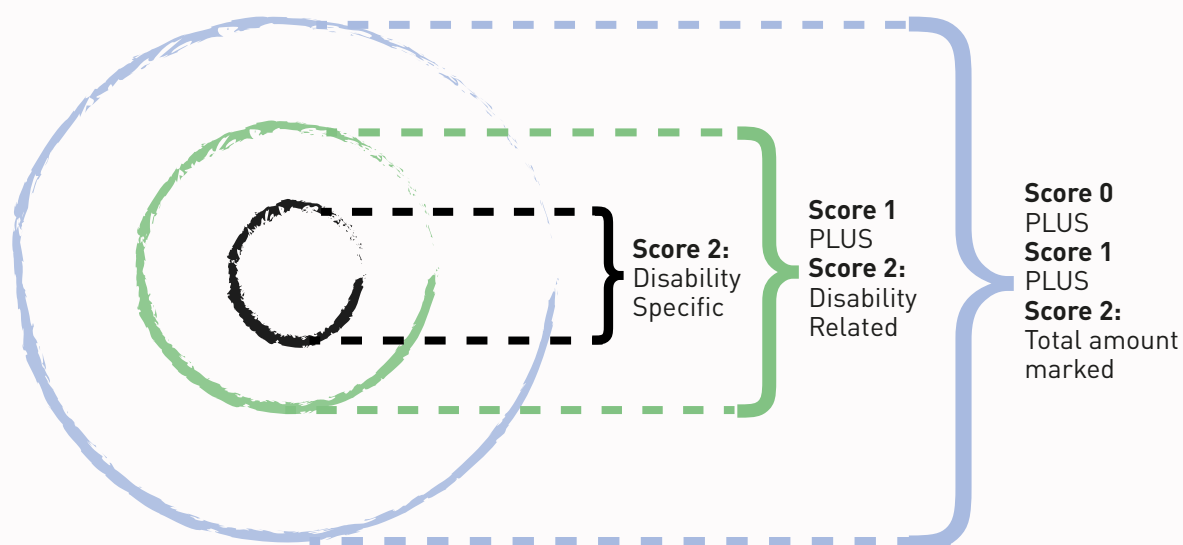 Score 2:
Disability
Specific
Score 1
PLUS
Score 2:
Disability
Related
Score 0
PLUS
Score 1
PLUS
Score 2:
Total amount
marked